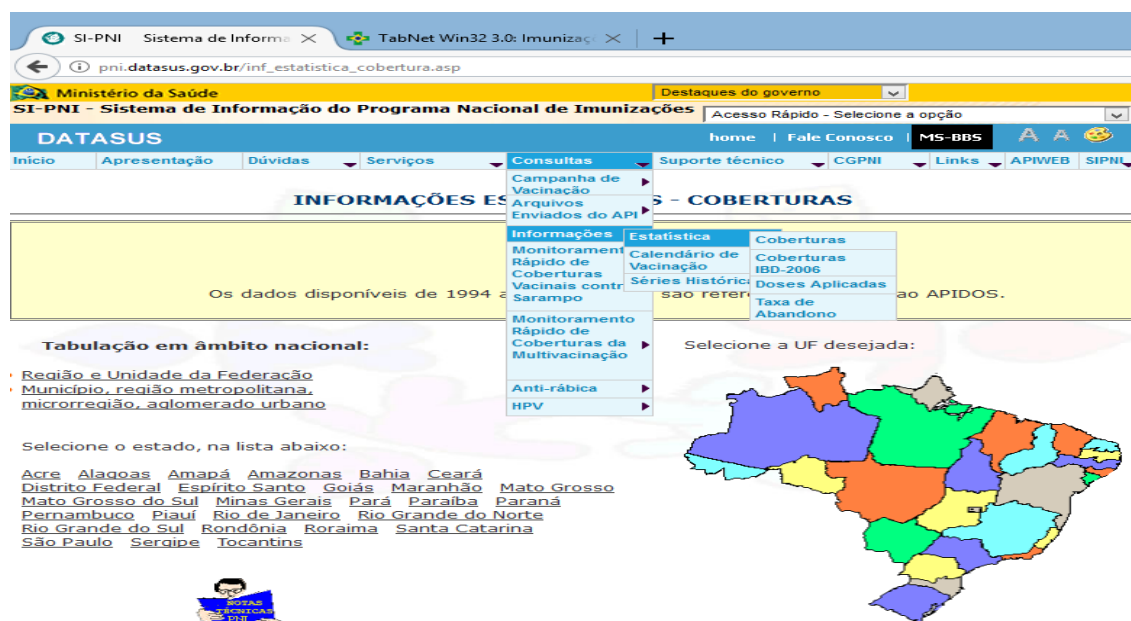 SI-PNI Sistema de Informa
TabNet Win32 3.0: Imunizaç
pni.datasus.gov.br/inf_estatistica_cobertura.asp
Ministério da Saúde
Destaques do governo
SI-PNI - Sistema de Informação do Programa Nacional de Imunizações
Acesso Rápido - Selecione a opção
DATASUS
home | Fale Conosco | MS-BBS A A
Início Apresentação Dúvidas Serviços Consultas Suporte técnico CGPNI Links APIWEB SIPNI
Campanha de
Vacinação
Arquivos
Enviados do API
Informações
Monitorament
Rápido de
Coberturas
Vacinais contr
Sarampo
Monitoramento
Rápido de
Coberturas da
Multivacinação
Anti-rábica
HPV
Estatística
Calendário de
Vacinação
Séries Históric
Coberturas
Coberturas
IBD-2006
Doses Aplicadas
Taxa de
Abandono
INFORMAÇÕES ES S - COBERTURAS
Os dados disponíveis de 1994 a são refer ao APIDOS.
Tabulação em âmbito nacional:
Região e Unidade da Federação
Município, região metropolitana,
microrregião, aglomerado urbano
Selecione o estado, na lista abaixo:
Acre Alagoas Amapá Amazonas Bahia Ceará
Distrito Federal Espírito Santo Goiás Maranhão Mato Grosso
Mato Grosso do Sul Minas Gerais Pará Paraíba Paraná
Pernambuco Piauí Rio de Janeiro Rio Grande do Norte
Rio Grande do Sul Rondônia Roraima Santa Catarina
São Paulo Sergipe Tocantins
Selecione a UF desejada:
NOTAS
TÉCNICAS
PNI